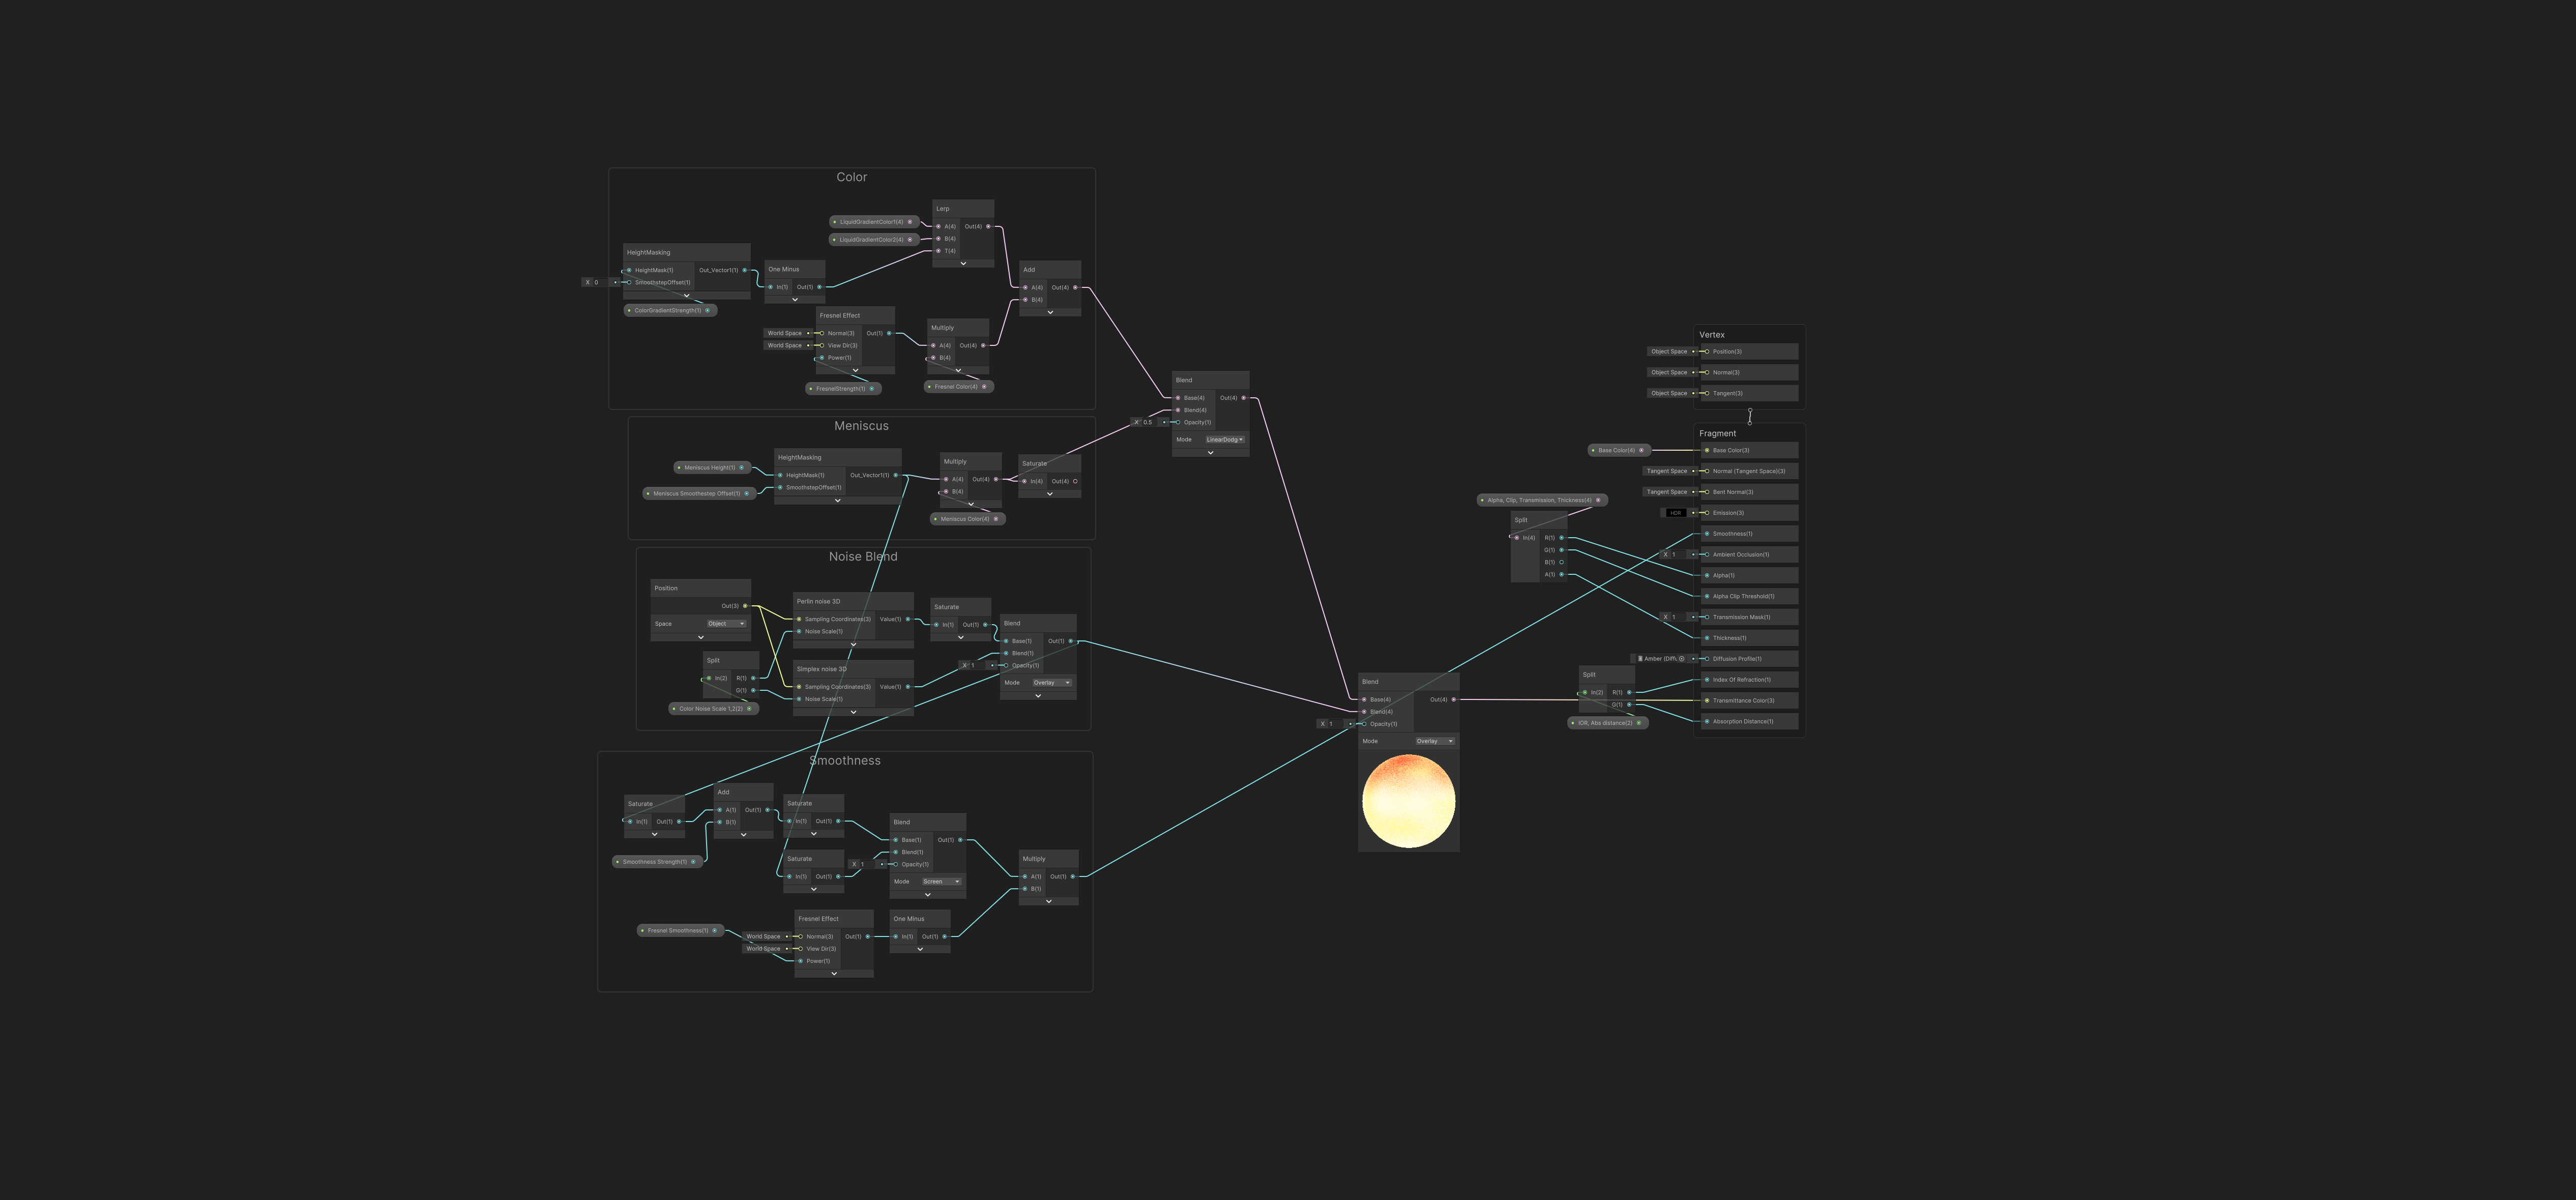 Color
LiquidGradientColor1(4)
LiquidGradientColor2(4)
Lerp
A(4) Out(4)
B(4)
T(4)
HeightMasking
HeightMask(1) Out_Vector1(1)
X 0 SmoothstepOffset(1)
ColorGradientStrength(1)
One Minus
In(1) Out(1)
Fresnel Effect
World Space Normal(3) Out(1)
World Space View Dir(3)
Power(1)
FresnelStrength(1)
Multiply
A(4) Out(4)
B(4)
Fresnel Color(4)
Add
A(4) Out(4)
B(4)
Meniscus
Meniscus Height(1)
Meniscus Smoothestep Offset(1)
HeightMasking
HeightMask(1) Out_Vector1(1)
SmoothstepOffset(1)
Multiply
A(4) Out(4)
B(4)
Meniscus Color(4)
Saturate
In(4) Out(4)
Blend
Base(4) Out(4)
Blend(4)
X 0.5 Opacity(1)
Mode LinearDodg
Noise Blend
Position
Out(3)
Space Object
Split
In(2) R(1)
G(1)
Color Noise Scale 1,2(2)
Perlin noise 3D
Sampling Coordinates(3) Value(1)
Noise Scale(1)
Simplex noise 3D
Sampling Coordinates(3) Value(1)
Noise Scale(1)
Saturate
In(1) Out(1)
Blend
Base(1) Out(1)
Blend(1)
X 1 Opacity(1)
Mode Overlay
Smoothness
Saturate
In(1) Out(1)
Smoothness Strength(1)
Add
A(1) Out(1)
B(1)
Saturate
In(1) Out(1)
Saturate
In(1) Out(1)
Blend
Base(1) Out(1)
Blend(1)
X 1 Opacity(1)
Mode Screen
Fresnel Smoothness(1)
Fresnel Effect
World Space Normal(3) Out(1)
World Space View Dir(3)
Power(1)
One Minus
In(1) Out(1)
Multiply
A(1) Out(1)
B(1)
Blend
Base(4) Out(4)
Blend(4)
X 1 Opacity(1)
Mode Overlay
Alpha, Clip, Transmission, Thickness(4)
Split
In(4) R(1)
G(1)
B(1)
A(1)
Split
In(2) R(1)
G(1)
IOR, Abs distance(2)
Vertex
Object Space Position(3)
Object Space Normal(3)
Object Space Tangent(3)
Fragment
Base Color(4) Base Color(3)
Tangent Space Normal (Tangent Space)(3)
Tangent Space Bent Normal(3)
HDR Emission(3)
Smoothness(1)
X 1 Ambient Occlusion(1)
Alpha(1)
Alpha Clip Threshold(1)
X 1 Transmission Mask(1)
Thickness(1)
Amber (Diffu Diffusion Profile(1)
Index Of Refraction(1)
Transmittance Color(3)
Absorption Distance(1)